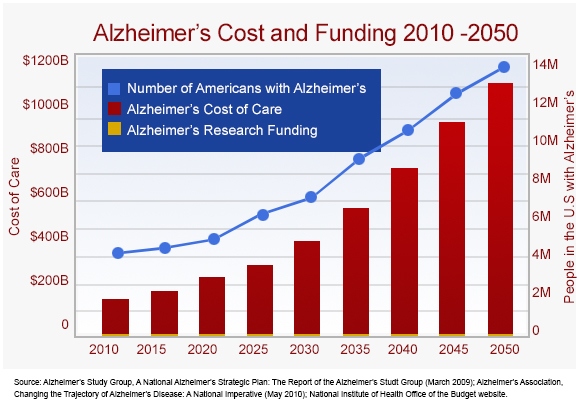 Alzheimer's Cost and Funding 2010 -2050
Number of Americans with Alzheimer's
Alzheimer's Cost of Care
Alzheimer's Research Funding
Cost of Care
$1200B
$1000B
$800B
$600B
$400B
$200B
0
14M
12M
10M
8M
6M
4M
2M
0
People in the U.S with Alzheimer's
2010 2015 2020 2025 2030 2035 2040 2045 2050
Source: Alzheimer's Study Group, A National Alzheimer's Strategic Plan: The Report of the Alzheimer's Studt Group (March 2009); Alzheimer's Association,
Changing the Trajectory of Alzheimer's Disease: A National Imperative (May 2010); National Institute of Health Office of the Budget website.